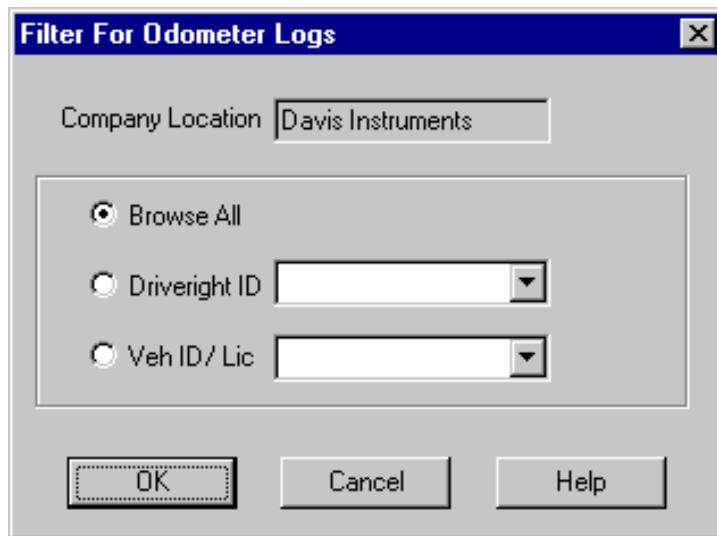 Filter For Odometer Logs
Company Location Davis Instruments
Browse All
Driveright ID
Veh ID / Lic
OK Cancel Help